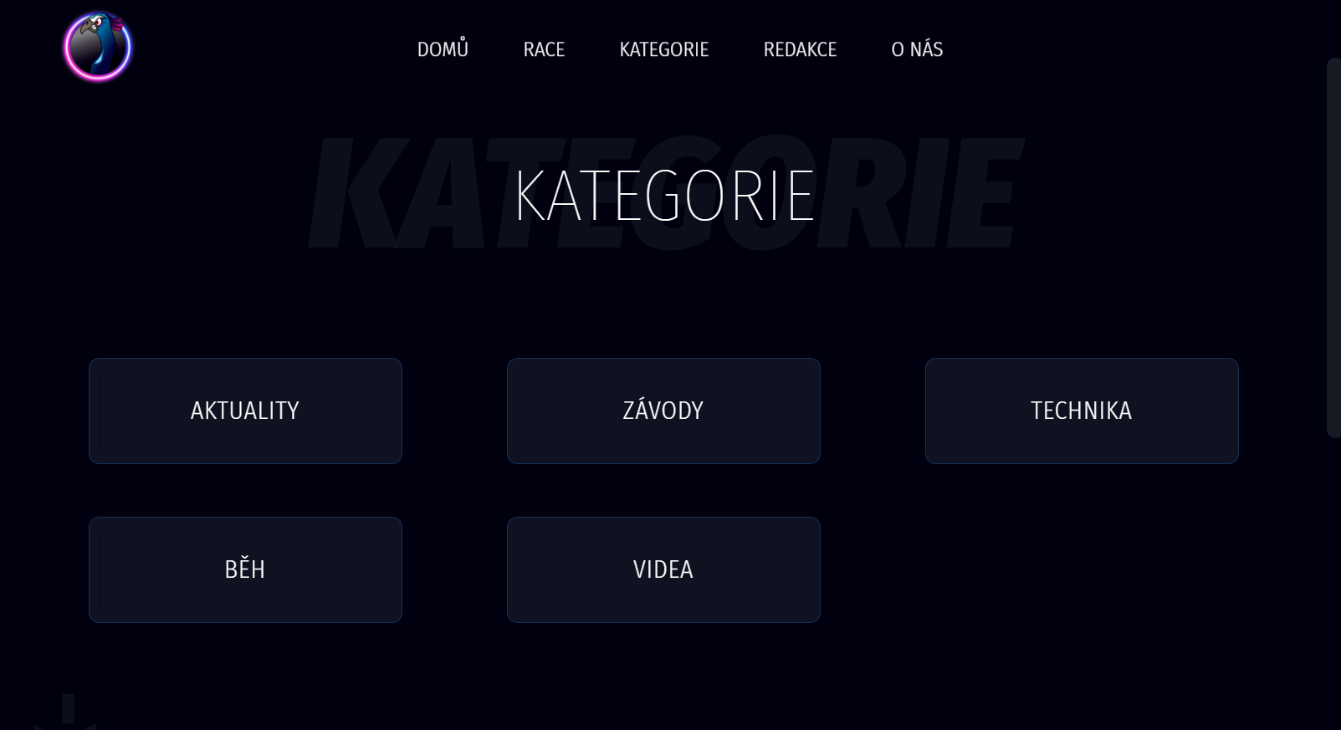 DOMŮ RACE KATEGORIE REDAKCE O NÁS
KATEGORIE
KATEGORIE
AKTUALITY ZÁVODY TECHNIKA
BĚH VIDEA